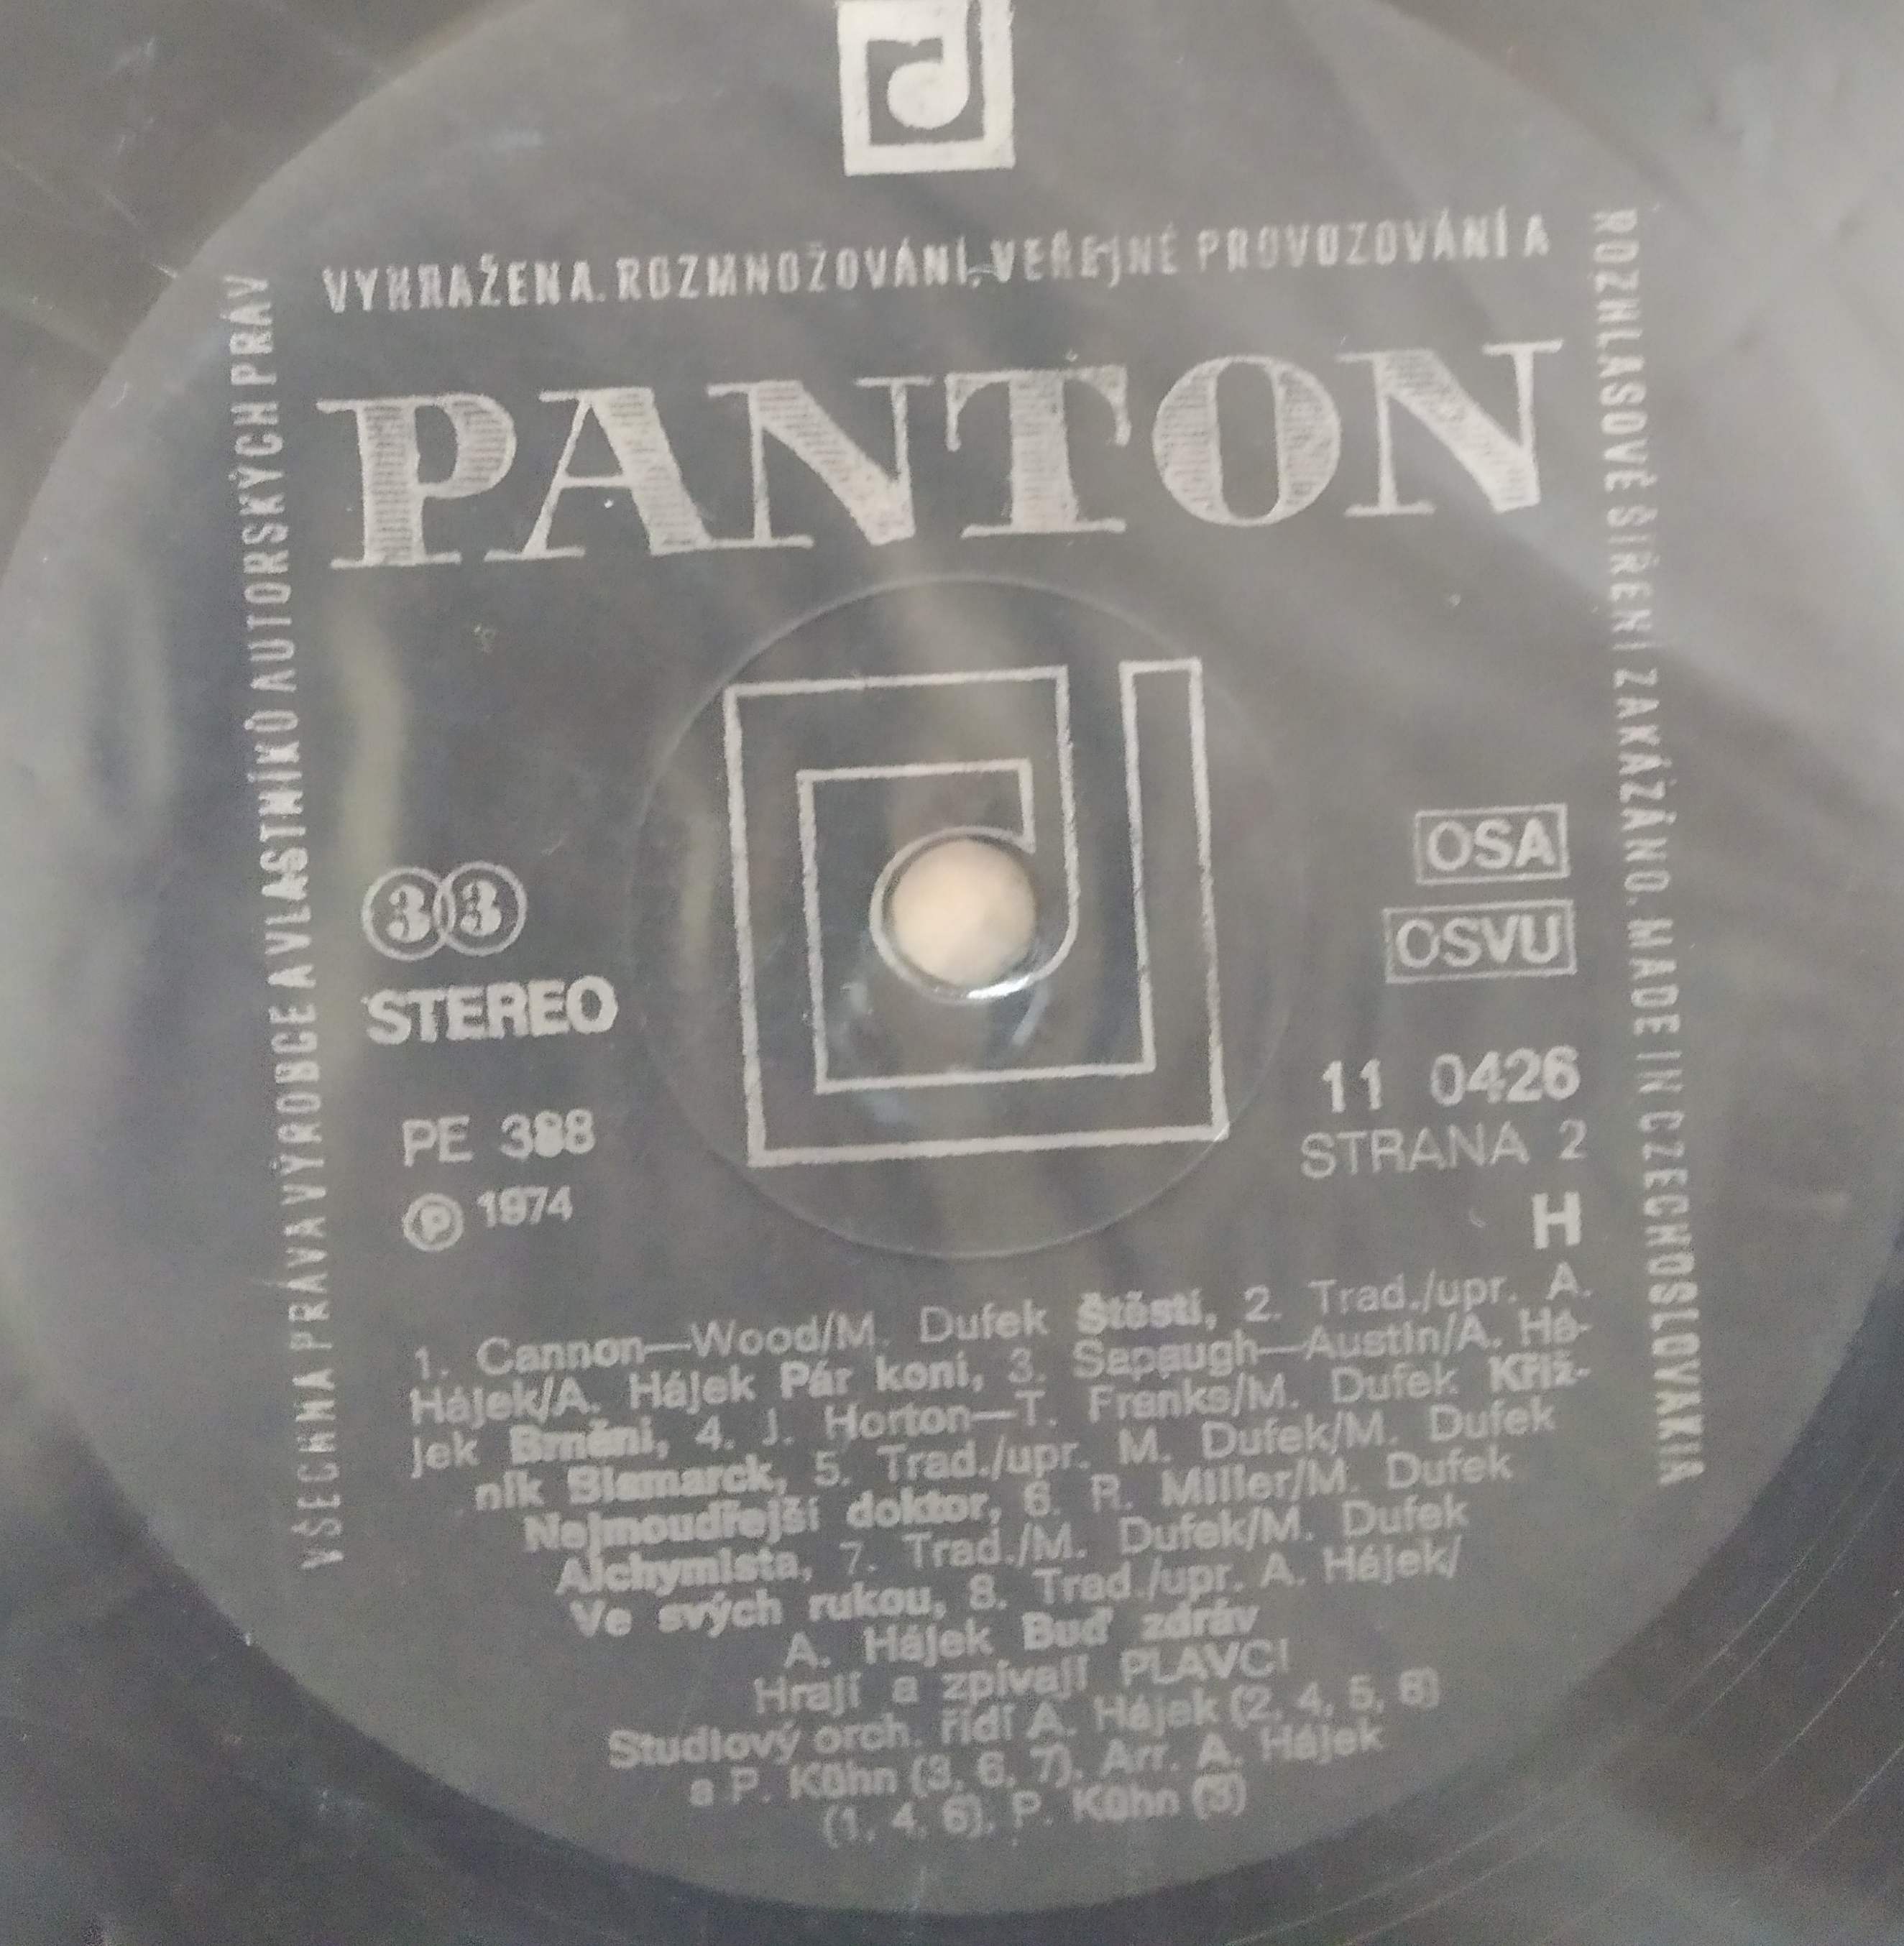 VŠECHNA PRÁVA VÝROBCE A VLASTNÍKŮ AUTORSKÝCH PRÁV
VYHRAŽENA. ROZMNOŽOVÁNÍ, VEŘEJNÉ PROVOZOVÁNÍ A
ROZHLASOVÉ ŠÍŘENÍ ZAKÁZÁNO. MADE IN CZECHOSLOVAKIA
PANTON
33
STEREO
PE 388
Ⓟ 1974
OSA
OSVU
11 0426
STRANA 2
H
1. Cannon—Wood/M. Dufek Štěstí, 2. Trad./upr. A.
Hájek/A. Hájek Pár koní, 3. Sapaugh—Austin/A. Há-
jek Brnění, 4. J. Horton—T. Franks/M. Dufek Křiž-
ník Bismarck, 5. Trad./upr. M. Dufek/M. Dufek
Nejmoudřejší doktor, 6. R. Miller/M. Dufek
Alchymista, 7. Trad./M. Dufek/M. Dufek
Ve svých rukou, 8. Trad./upr. A. Hájek/
A. Hájek Buď zdráv
Hrají a zpívají PLAVCI
Studiový orch. řídí A. Hájek (2, 4, 5, 8)
a P. Kühn (3, 6, 7), Arr. A. Hájek
(1, 4, 6), P. Kühn (3)